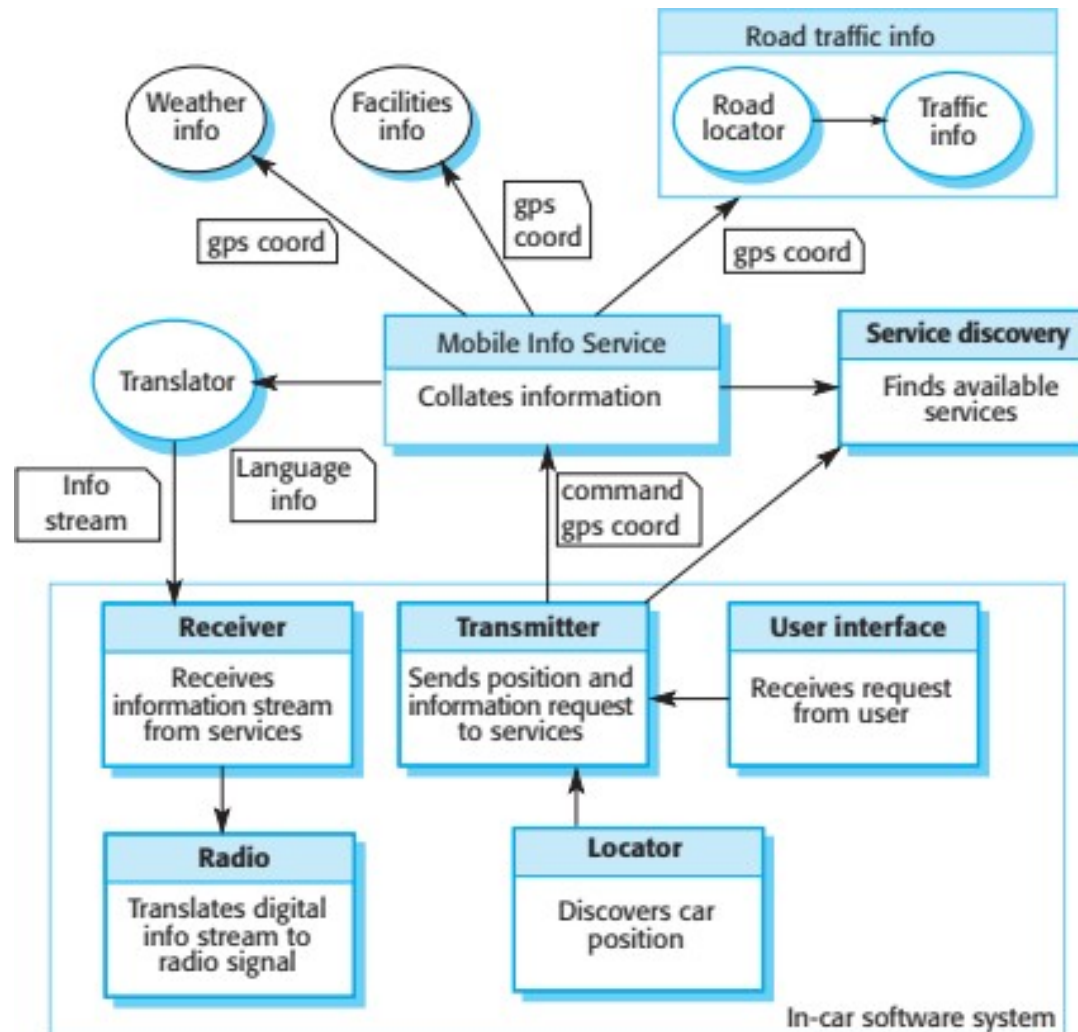 Road traffic info
Weather
info
Facilities
info
Road
locator
Traffic
info
gps coord
gps
coord
gps coord
Mobile Info Service
Collates information
Service discovery
Finds available
services
Translator
Info
stream
Language
info
command
gps coord
Receiver
Receives
information stream
from services
Transmitter
Sends position and
information request
to services
User interface
Receives request
from user
Radio
Translates digital
info stream to
radio signal
Locator
Discovers car
position
In-car software system